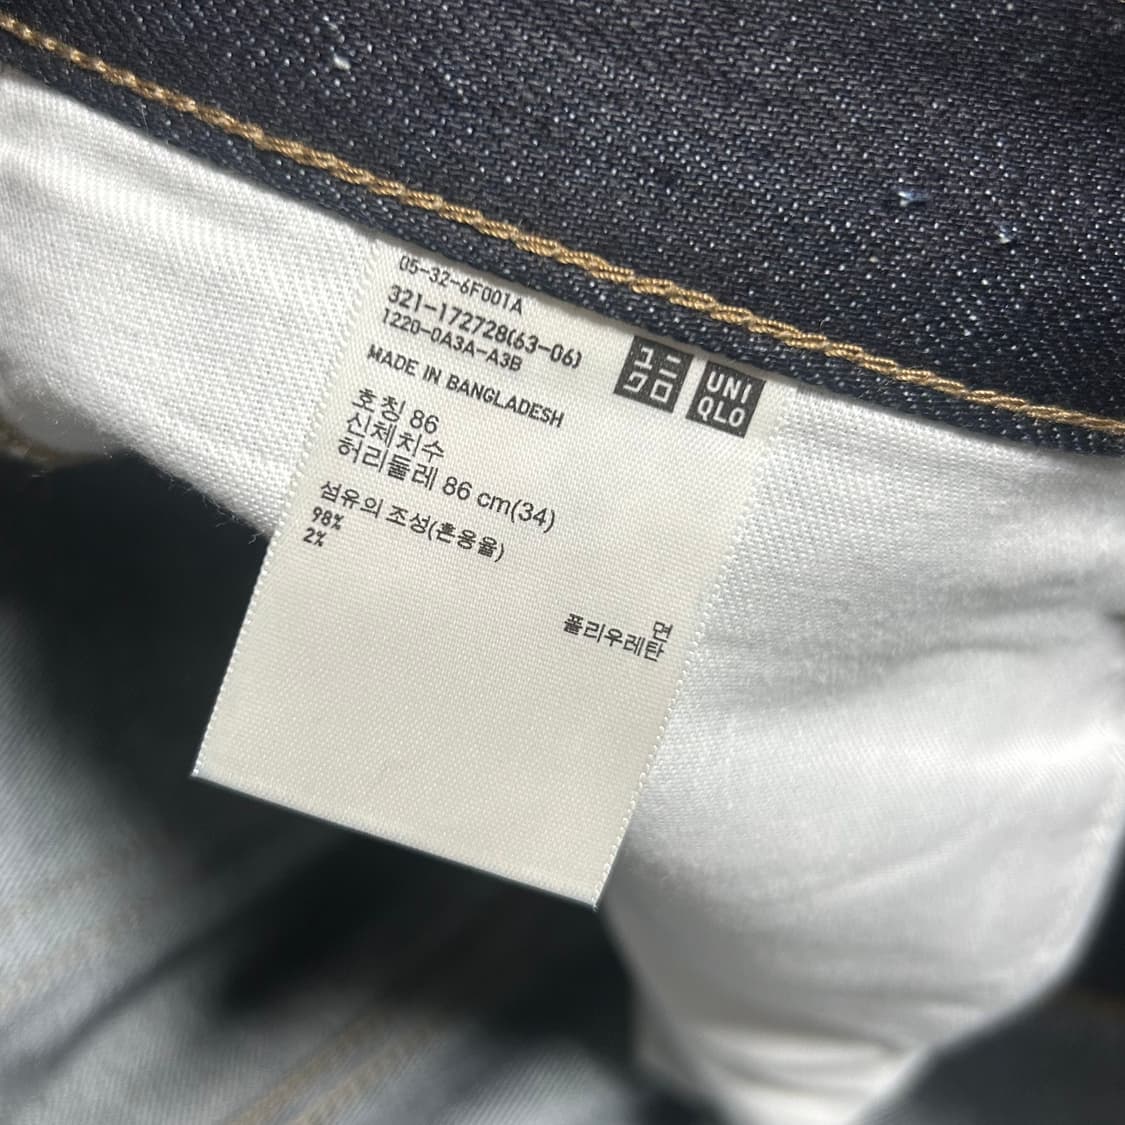 05-32-6F001A
321-172728(63-06)
1220-0A3A-A3B
MADE IN BANGLADESH
ユニ
クロ
UNI
QLO
호칭 86
신체치수
허리둘레 86 cm(34)
섬유의 조성(혼용율)
98%
면
2%
폴리우레탄